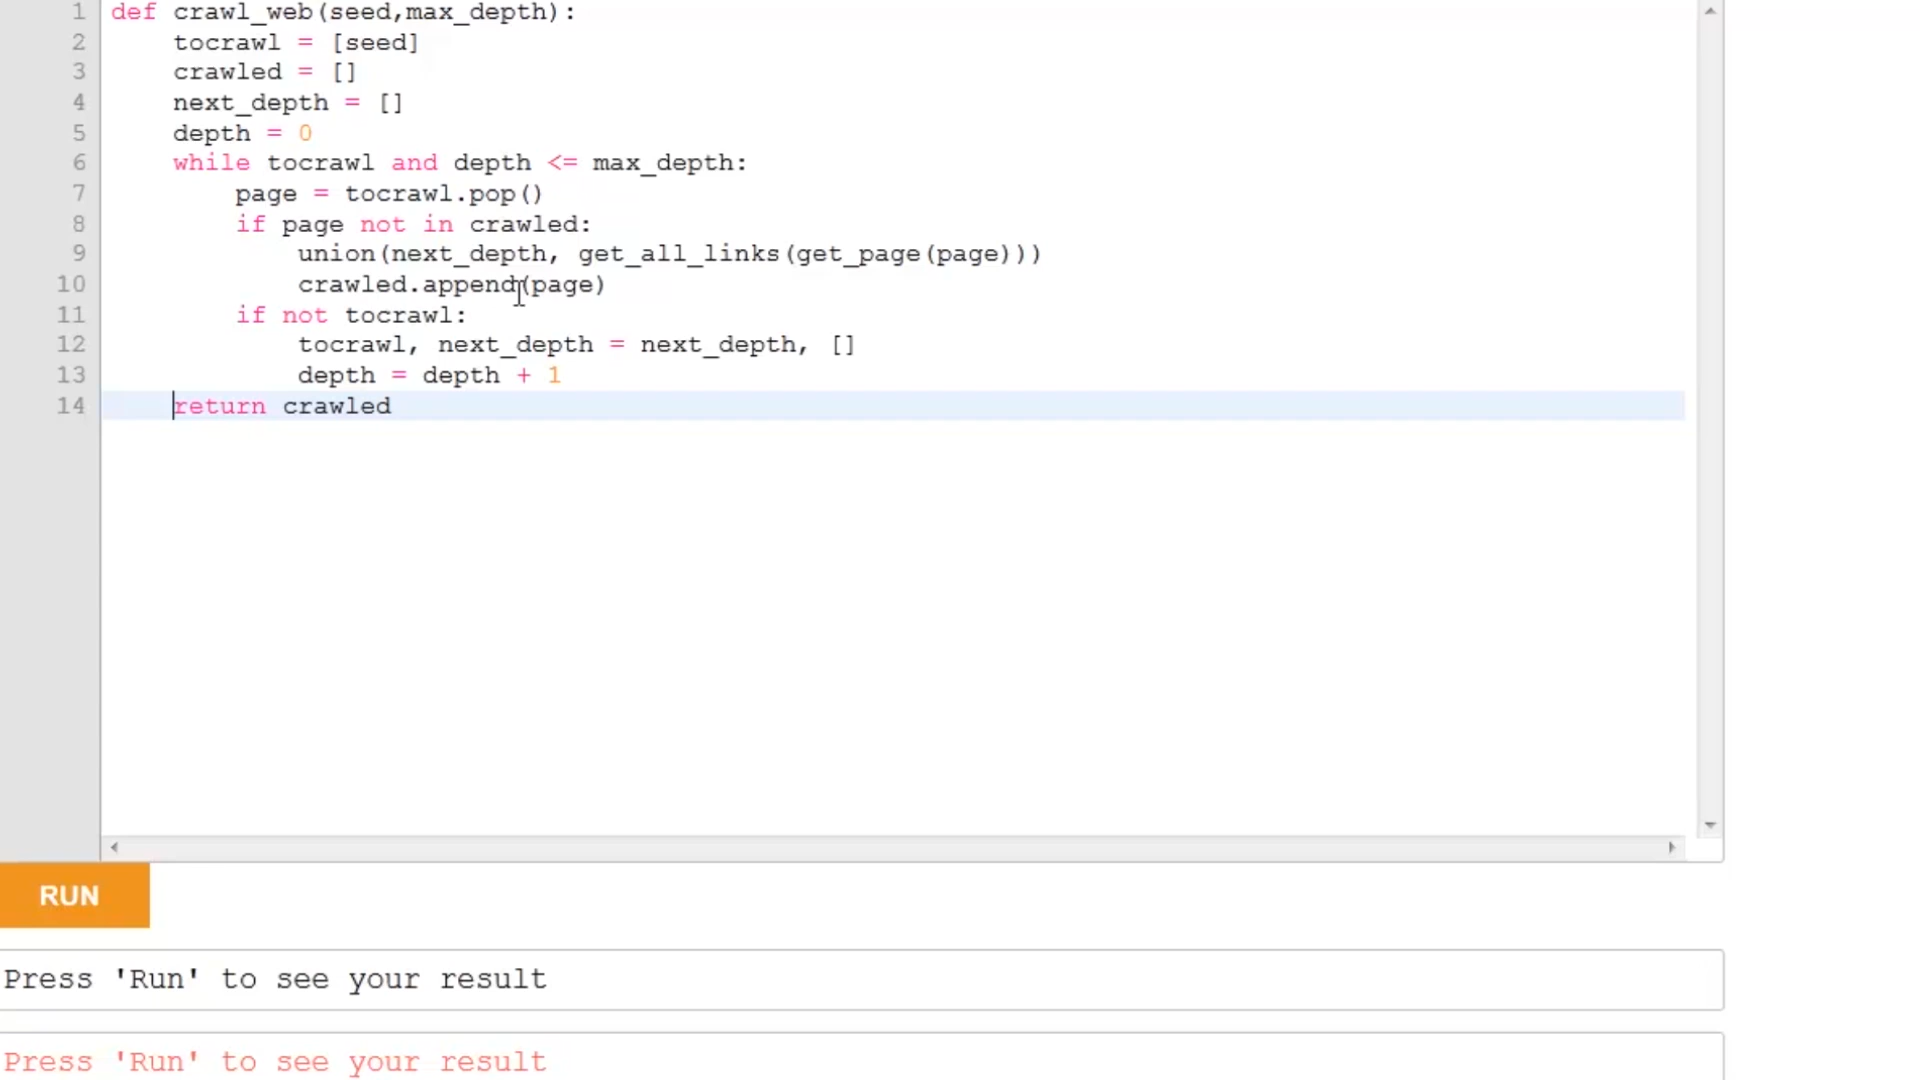 1 def crawl_web(seed,max_depth):
2     tocrawl = [seed]
3     crawled = []
4     next_depth = []
5     depth = 0
6     while tocrawl and depth <= max_depth:
7         page = tocrawl.pop()
8         if page not in crawled:
9             union(next_depth, get_all_links(get_page(page)))
10             crawled.append(page)
11         if not tocrawl:
12             tocrawl, next_depth = next_depth, []
13             depth = depth + 1
14     return crawled
RUN
Press 'Run' to see your result
Press 'Run' to see your result